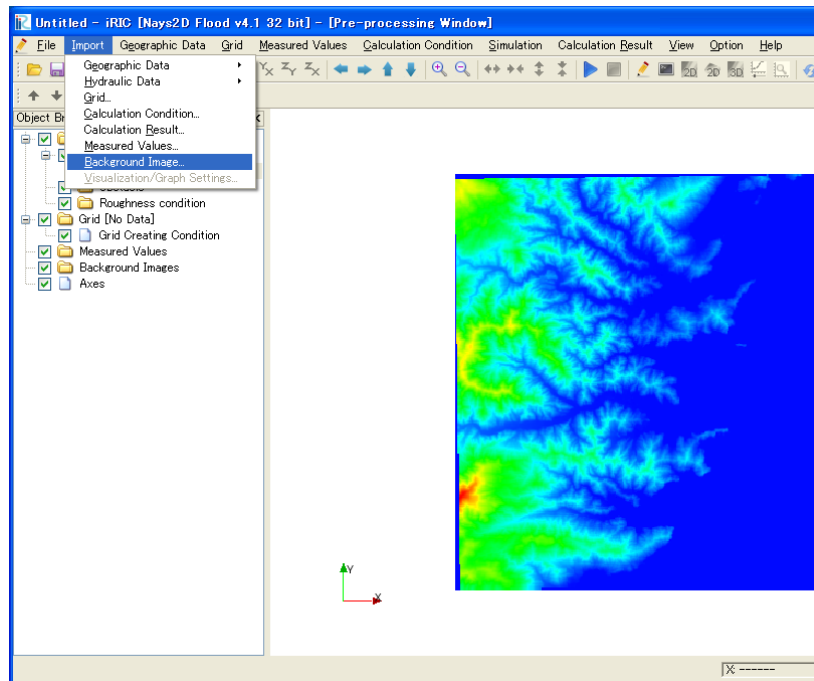 Untitled - iRIC [Nays2D Flood v4.1 32 bit] - [Pre-processing Window]
File Import Geographic Data Grid Measured Values Calculation Condition Simulation Calculation Result View Option Help
Geographic Data
Hydraulic Data
Grid...
Calculation Condition...
Calculation Result...
Measured Values...
Background Image...
Visualization/Graph Settings...
Object
Roughness condition
Grid [No Data]
Grid Creating Condition
Measured Values
Background Images
Axes
Y
X
X: ------